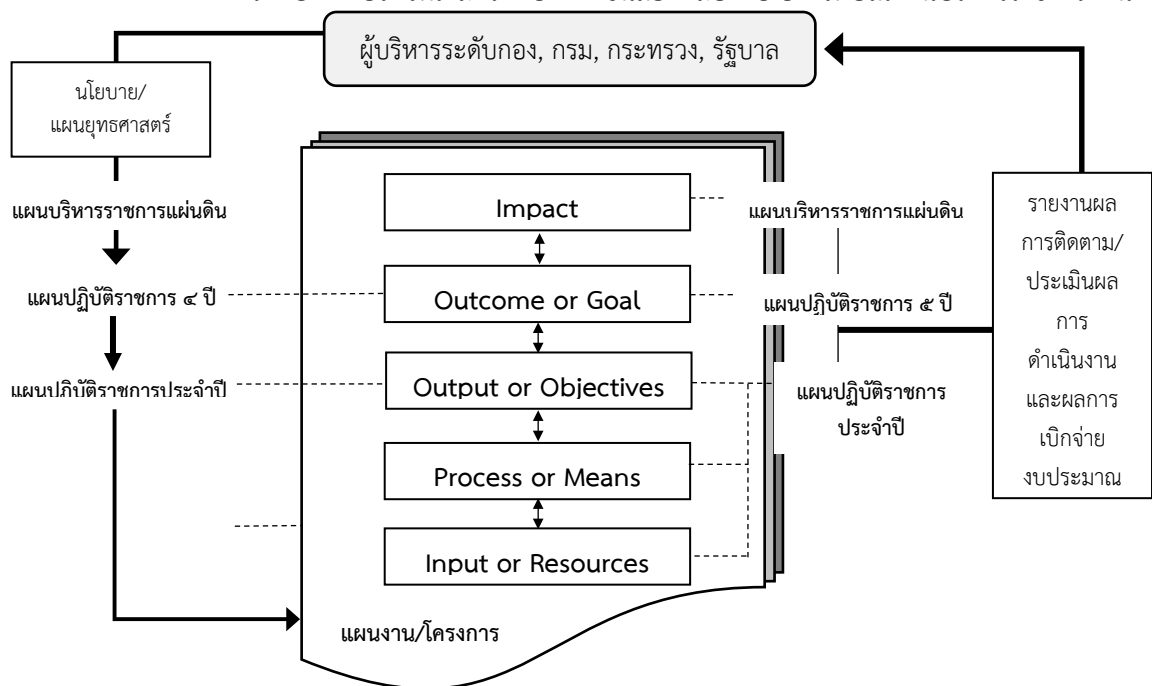 ผู้บริหารระดับกอง, กรม, กระทรวง, รัฐบาล
นโยบาย/
แผนยุทธศาสตร์
แผนบริหารราชการแผ่นดิน
แผนปฏิบัติราชการ ๔ ปี
แผนปฏิบัติราชการประจำปี
Impact
Outcome or Goal
Output or Objectives
Process or Means
Input or Resources
แผนงาน/โครงการ
แผนบริหารราชการแผ่นดิน
แผนปฏิบัติราชการ ๕ ปี
แผนปฏิบัติราชการ
ประจำปี
รายงานผล
การติดตาม/
ประเมินผล
การ
ดำเนินงาน
และผลการ
เบิกจ่าย
งบประมาณ